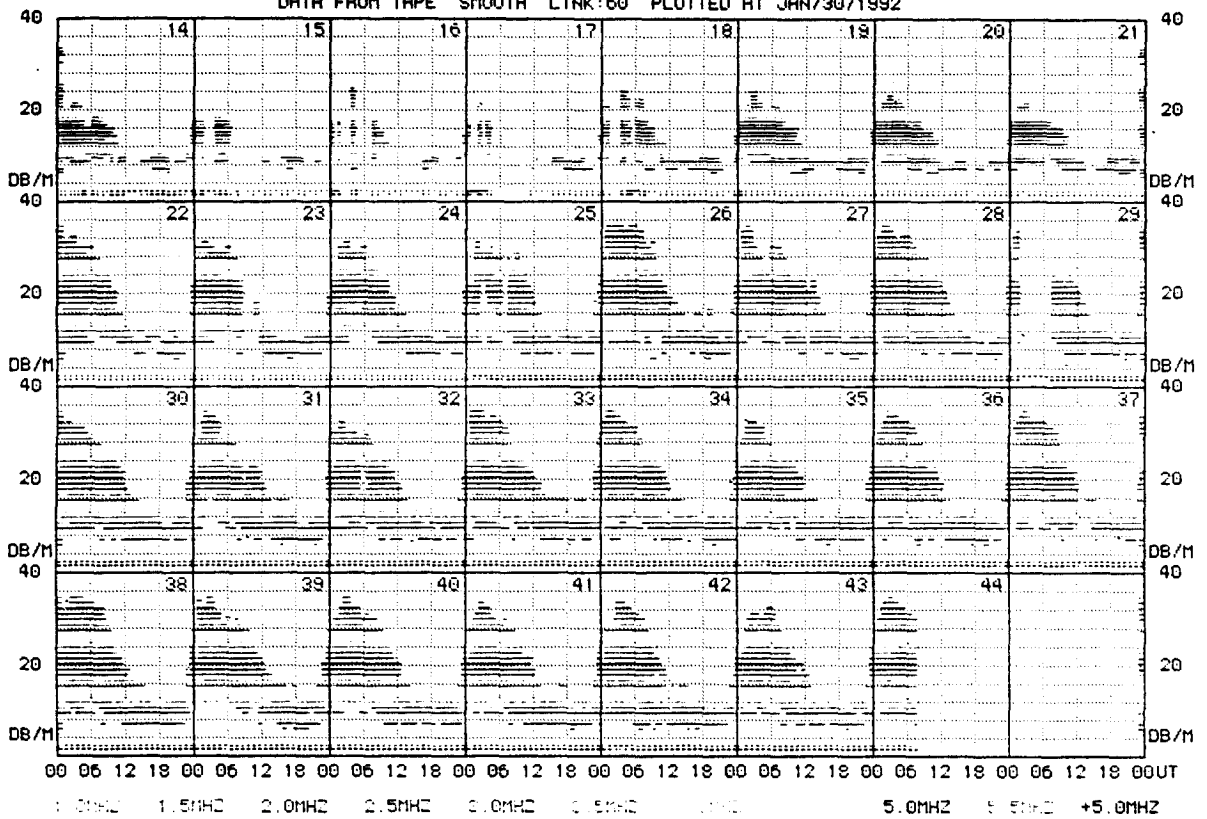 DATA FROM TAPE SMOOTH LINK:60 PLOTTED AT JAN/30/1992
40 14 15 16 17 18 19 20 21 40
20 20
DB/M DB/M
40 22 23 24 25 26 27 28 29 40
20 20
DB/M DB/M
40 30 31 32 33 34 35 36 37 40
20 20
DB/M DB/M
40 38 39 40 41 42 43 44 40
20 20
DB/M DB/M
00 06 12 18 00 06 12 18 00 06 12 18 00 06 12 18 00 06 12 18 00 06 12 18 00 06 12 18 00 06 12 18 00UT
1.5MHZ 2.0MHZ 2.5MHZ 5.0MHZ +5.0MHZ